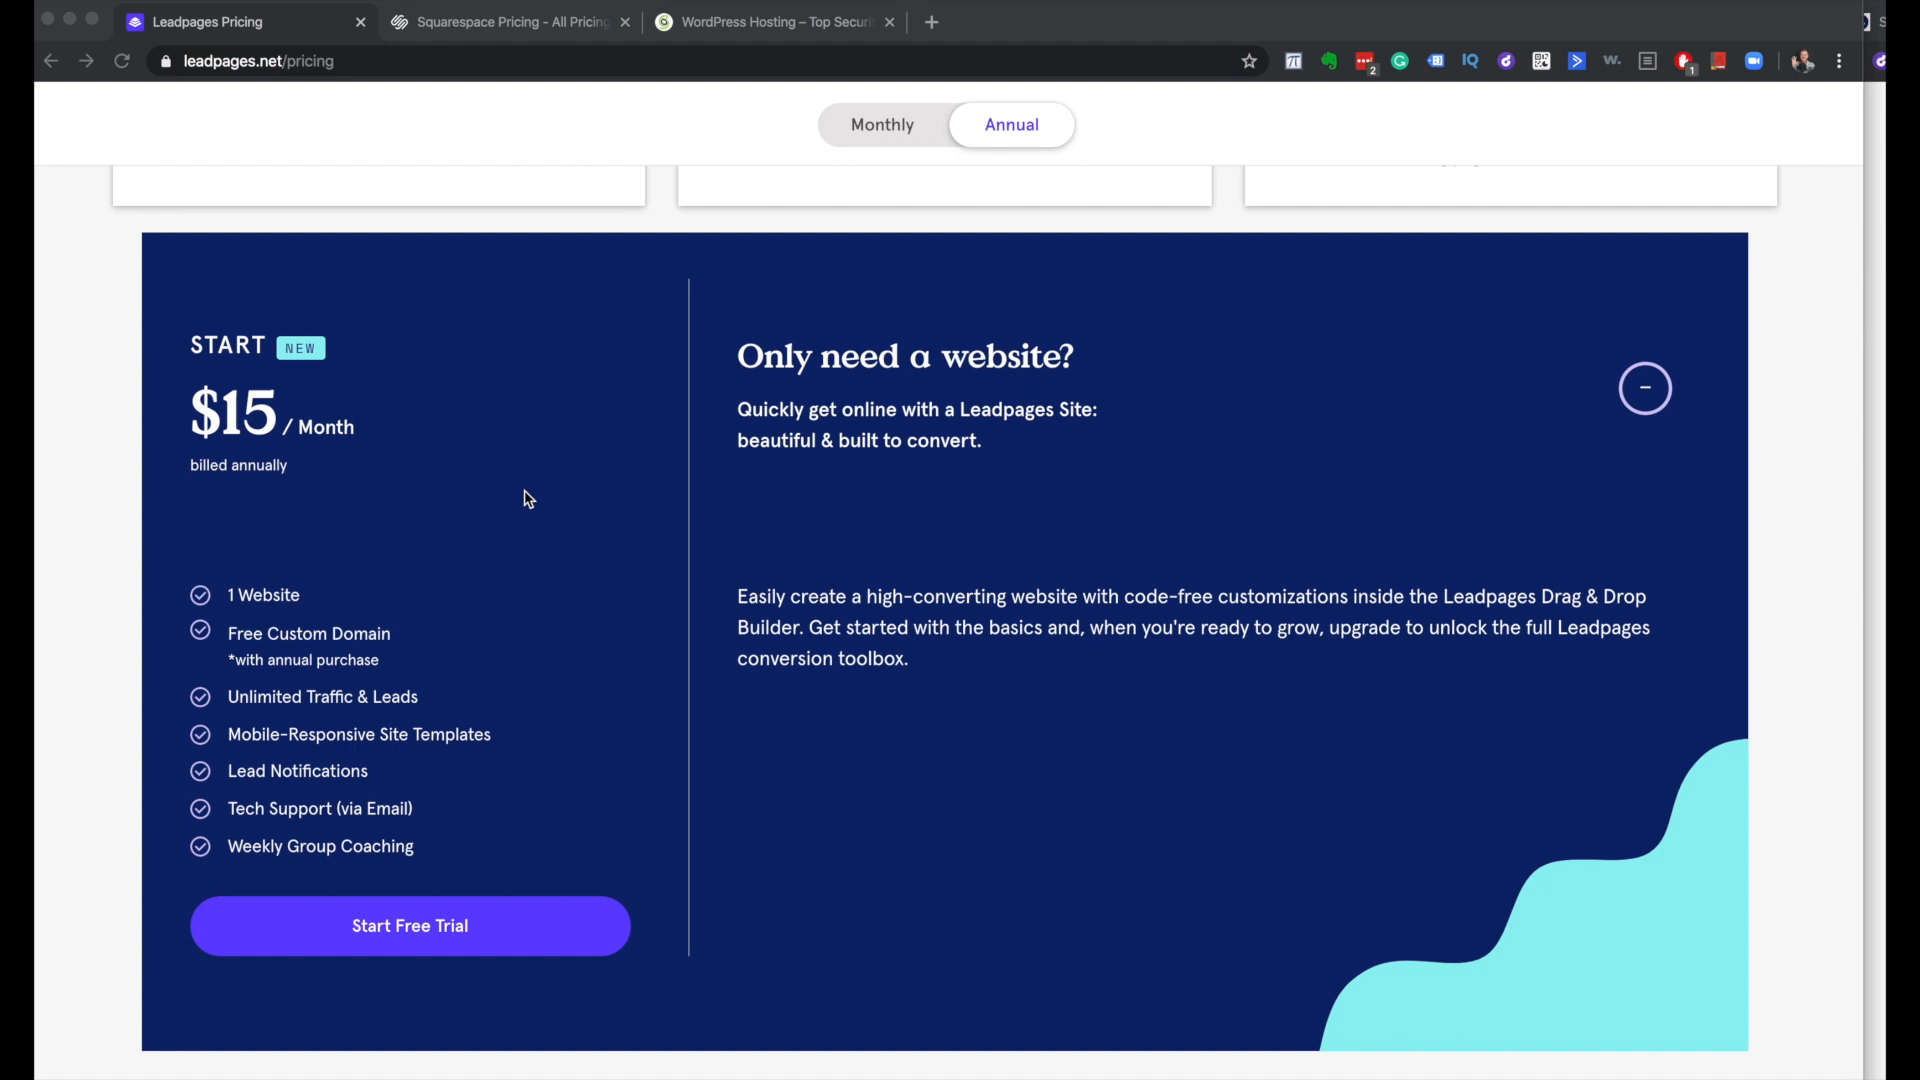 Leadpages Pricing
Squarespace Pricing - All Pricing
WordPress Hosting – Top Securi
leadpages.net/pricing
2
IQ
w.
1
Monthly
Annual
START NEW
$15 / Month
billed annually
Only need a website?
Quickly get online with a Leadpages Site:
beautiful & built to convert.
1 Website
Free Custom Domain
*with annual purchase
Unlimited Traffic & Leads
Mobile-Responsive Site Templates
Lead Notifications
Tech Support (via Email)
Weekly Group Coaching
Start Free Trial
Easily create a high-converting website with code-free customizations inside the Leadpages Drag & Drop
Builder. Get started with the basics and, when you're ready to grow, upgrade to unlock the full Leadpages
conversion toolbox.